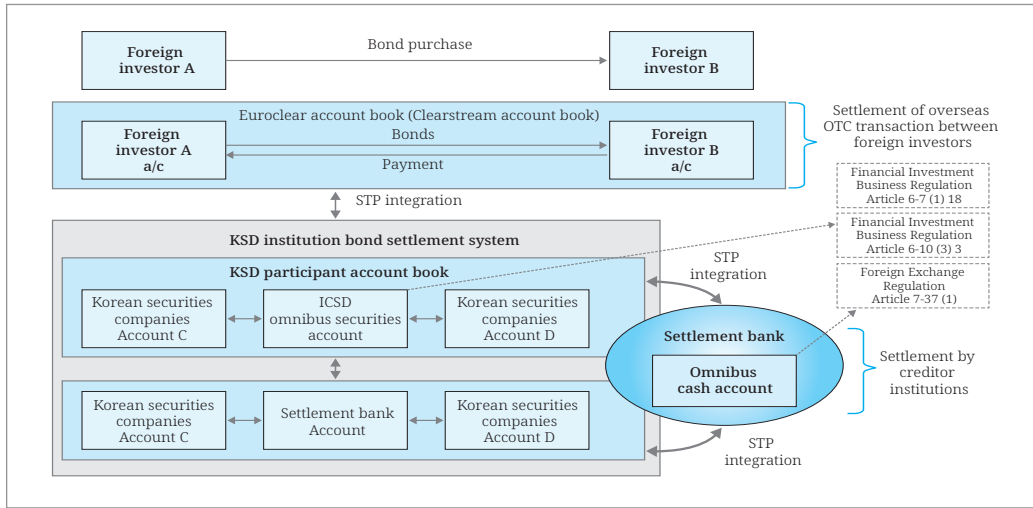 Foreign
investor A
Bond purchase
Foreign
investor B
Euroclear account book (Clearstream account book)
Foreign
investor A
a/c
Bonds
Payment
Foreign
investor B
a/c
Settlement of overseas
OTC transaction between
foreign investors
STP integration
Financial Investment
Business Regulation
Article 6-7 (1) 18
Financial Investment
Business Regulation
Article 6-10 (3) 3
Foreign Exchange
Regulation
Article 7-37 (1)
KSD institution bond settlement system
KSD participant account book
Korean securities
companies
Account C
ICSD
omnibus securities
account
Korean securities
companies
Account D
STP
integration
Settlement bank
Omnibus
cash account
Settlement by
creditor
institutions
Korean securities
companies
Account C
Settlement bank
Account
Korean securities
companies
Account D
STP
integration